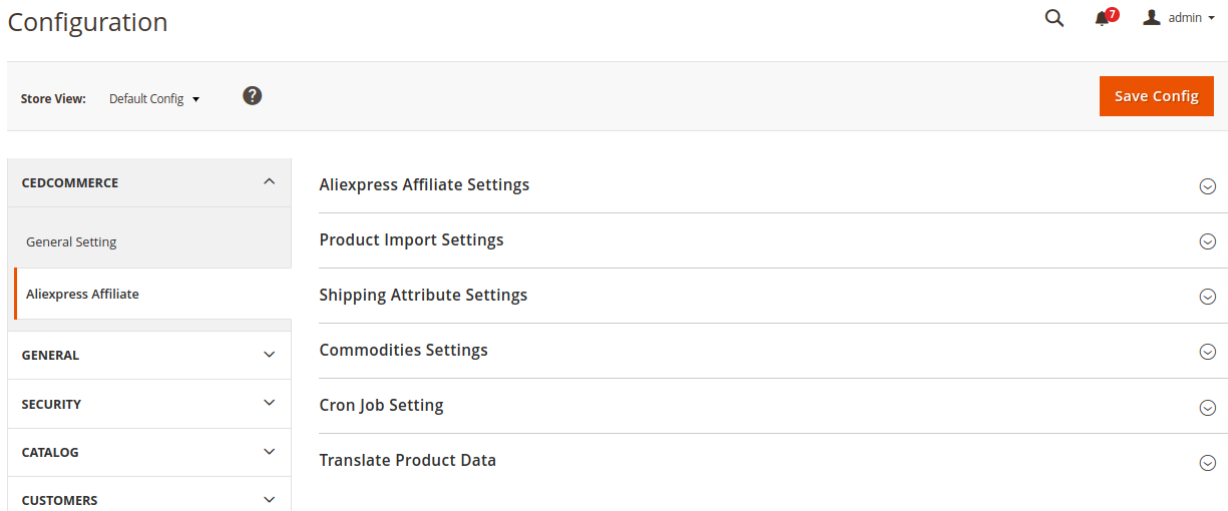 Configuration
7
admin
Store View: Default Config
?
Save Config
CEDCOMMERCE
General Setting
Aliexpress Affiliate
GENERAL
SECURITY
CATALOG
CUSTOMERS
Aliexpress Affiliate Settings
Product Import Settings
Shipping Attribute Settings
Commodities Settings
Cron Job Setting
Translate Product Data